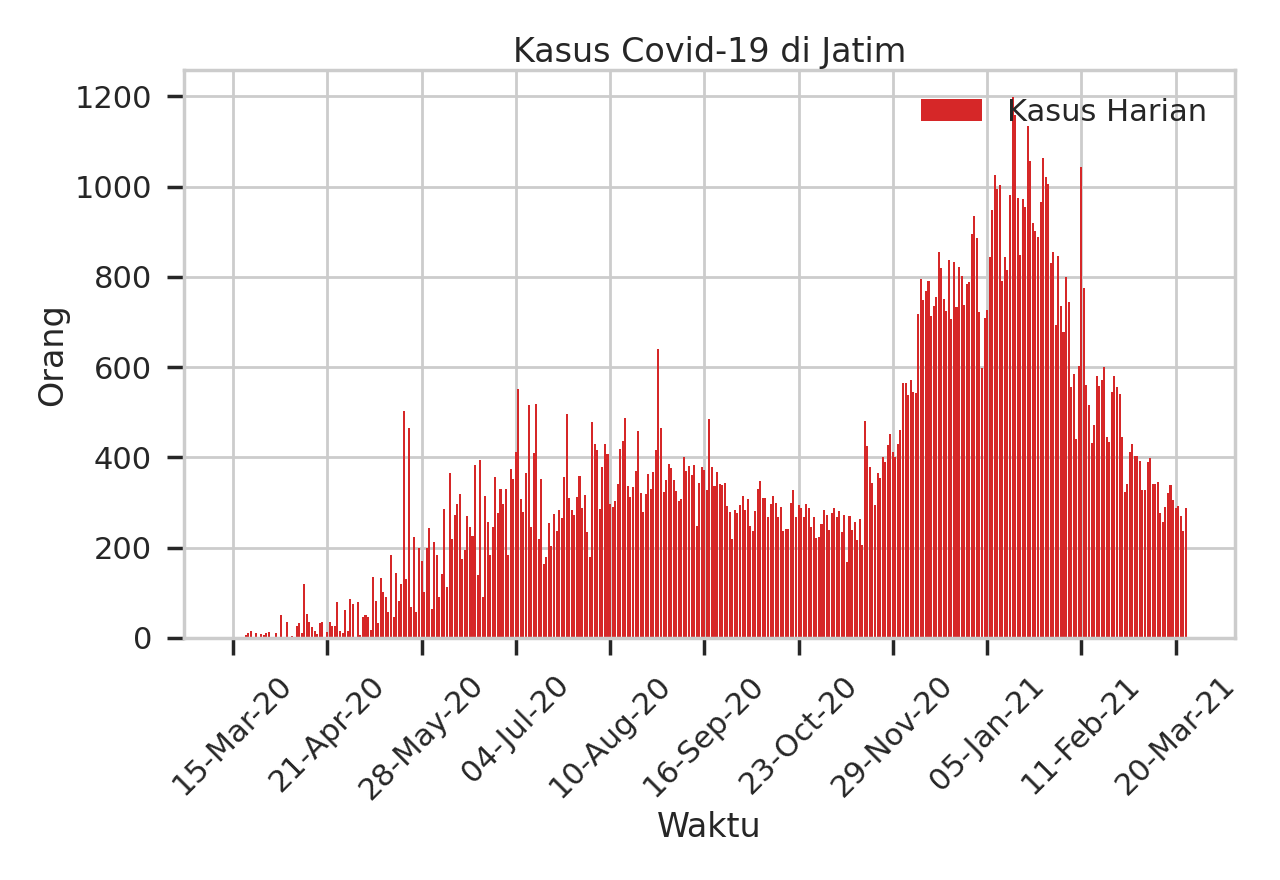 Kasus Covid-19 di Jatim
Kasus Harian
1200
1000
800
600
400
200
0
Orang
15-Mar-20
21-Apr-20
28-May-20
04-Jul-20
10-Aug-20
16-Sep-20
23-Oct-20
29-Nov-20
05-Jan-21
11-Feb-21
20-Mar-21
Waktu